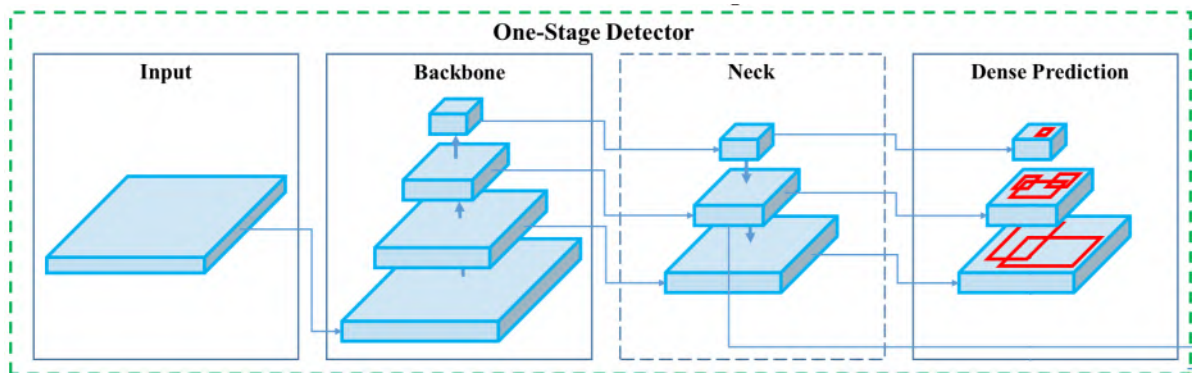 One-Stage Detector
Input
Backbone
Neck
Dense Prediction